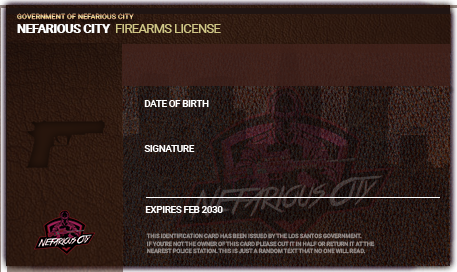 GOVERNMENT OF NEFARIOUS CITY
NEFARIOUS CITY FIREARMS LICENSE
DATE OF BIRTH
SIGNATURE
NEFARIOUS CITY
EXPIRES FEB 2030
NEFARIOUS CITY
THIS IDENTIFICATION CARD HAS BEEN ISSUED BY THE LOS SANTOS GOVERNMENT.
IF YOU'RE NOT THE OWNER OF THIS CARD PLEASE CUT IT IN HALF OR RETURN IT AT THE
NEAREST POLICE STATION. THIS IS JUST A RANDOM TEXT THAT NO ONE WILL READ.